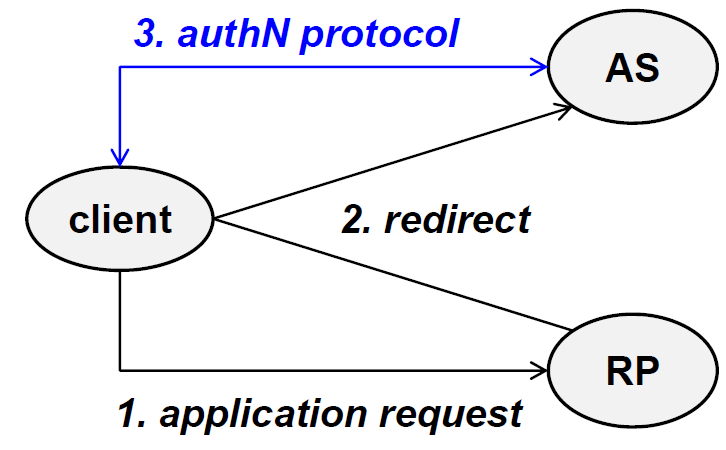 3. authN protocol
AS
client
2. redirect
RP
1. application request